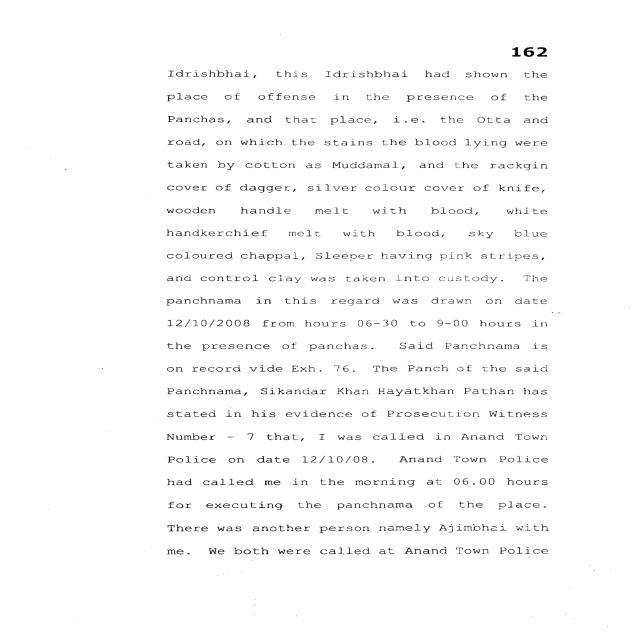 162
Idrishbhai, this Idrishbhai had shown the
place of offense in the presence of the
Panchas, and that place, i.e. the Otta and
road, on which the stains the blood lying were
taken by cotton as Muddamal, and the rackgin
cover of dagger, silver colour cover of knife,
wooden handle melt with blood, white
handkerchief melt with blood, sky blue
coloured chappal, Sleeper having pink stripes,
and control clay was taken into custody. The
panchnama in this regard was drawn on date
12/10/2008 from hours 06-30 to 9-00 hours in
the presence of panchas. Said Panchnama is
on record vide Exh. 76. The Panch of the said
Panchnama, Sikandar Khan Hayatkhan Pathan has
stated in his evidence of Prosecution Witness
Number - 7 that, I was called in Anand Town
Police on date 12/10/08. Anand Town Police
had called me in the morning at 06.00 hours
for executing the panchnama of the place.
There was another person namely Ajimbhai with
me. We both were called at Anand Town Police